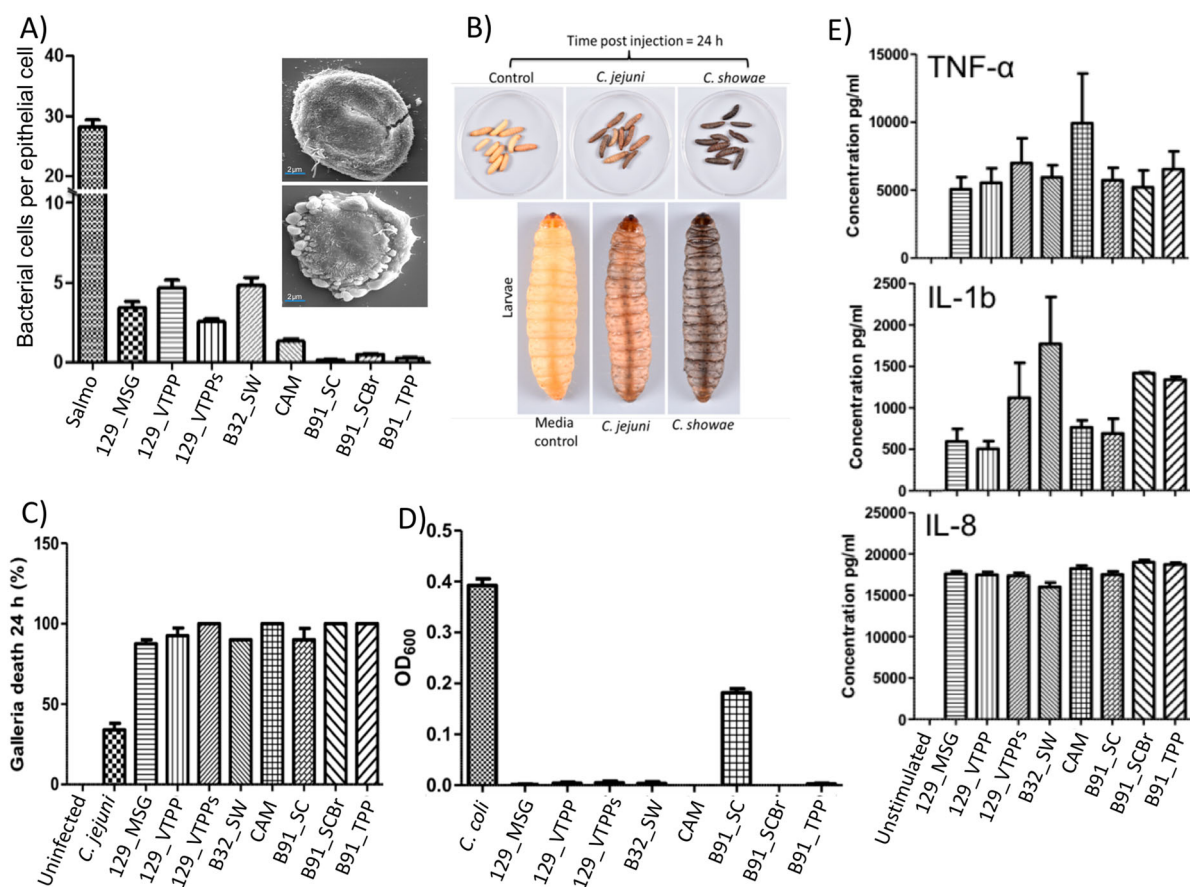 A)
Bacterial cells per epithelial cell
40
30
20
10
5
0
2µm
2µm
Salmo
129_MSG
129_VTPP
129_VTPPs
B32_SW
CAM
B91_SC
B91_SCBr
B91_TPP
B)
Time post injection = 24 h
Control
C. jejuni
C. showae
Larvae
Media control
C. jejuni
C. showae
C)
Galleria death 24 h (%)
150
100
50
0
Uninfected
C. jejuni
129_MSG
129_VTPP
129_VTPPs
B32_SW
CAM
B91_SC
B91_SCBr
B91_TPP
D)
OD600
0.5
0.4
0.3
0.2
0.1
0.0
C. coli
129_MSG
129_VTPP
129_VTPPs
B32_SW
CAM
B91_SC
B91_SCBr
B91_TPP
E)
TNF-α
Concentration pg/ml
15000
10000
5000
0
IL-1b
Concentration pg/ml
2500
2000
1500
1000
500
0
IL-8
Oncentration pg/ml
25000
20000
15000
10000
5000
0
Unstimulated
129_MSG
129_VTPP
129_VTPPs
B32_SW
CAM
B91_SC
B91_SCBr
B91_TPP